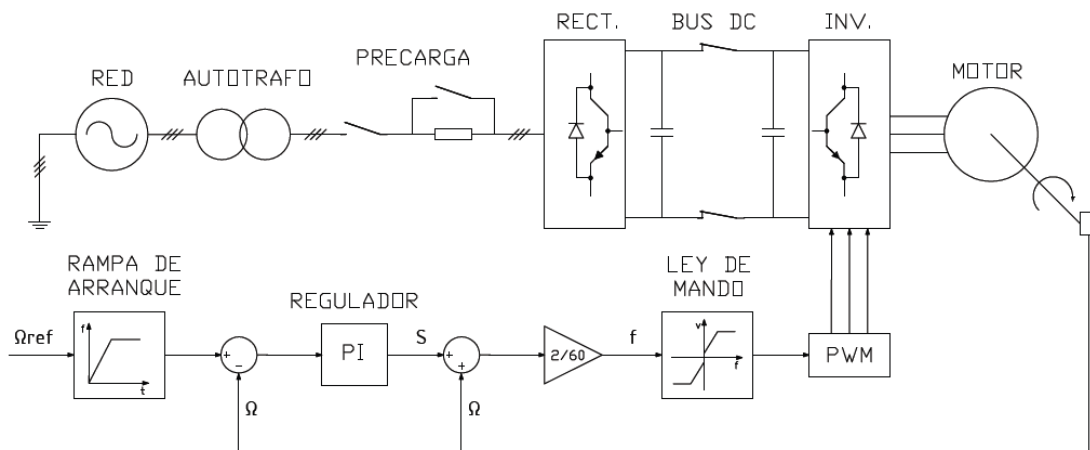 RECT.
BUS DC
INV.
PRECARGA
MOTOR
RED
AUTOTRAFO
RAMPA DE
ARRANQUE
REGULADOR
LEY DE
MANDO
Ωref
f
t
+
-
PI
S
+
+
2/60
f
v
f
PWM
Ω
Ω